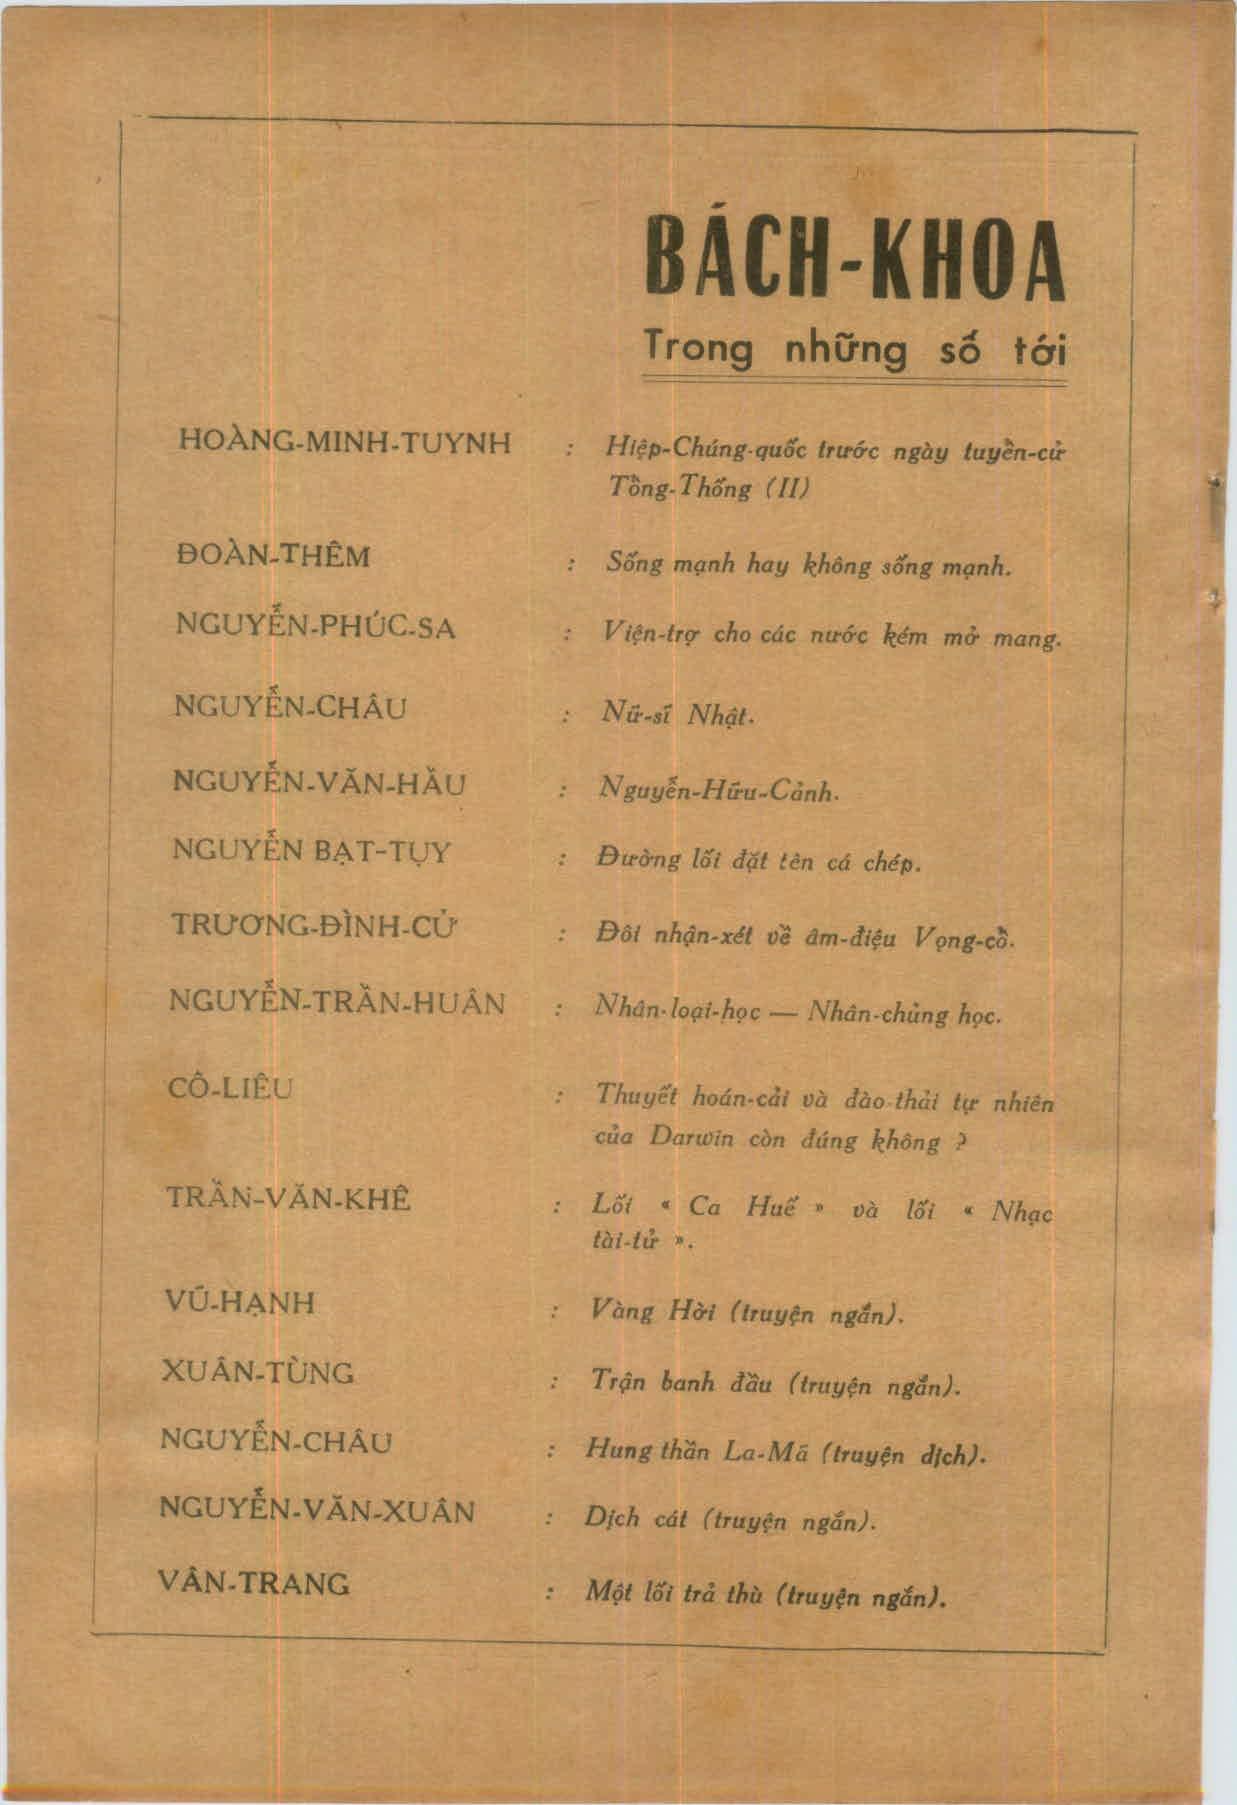 BÁCH-KHOA
Trong những số tới
HOÀNG-MINH-TUYNH : Hiệp-Chúng-quốc trước ngày tuyển-cử
Tổng-Thống (II)
ĐOÀN-THÊM : Sống mạnh hay không sống mạnh.
NGUYỄN-PHÚC-SA : Viện-trợ cho các nước kém mở mang.
NGUYỄN-CHÂU : Nữ-sĩ Nhật.
NGUYỄN-VĂN-HẦU : Nguyễn-Hữu-Cảnh.
NGUYỄN BẠT-TỤY : Đường lối đặt tên cá chép.
TRƯƠNG-ĐÌNH-CỬ : Đôi nhận-xét về âm-điệu Vọng-cổ.
NGUYỄN-TRẦN-HUÂN : Nhân-loại-học — Nhân-chủng học.
CÔ-LIÊU : Thuyết hoán-cải và đào-thải tự nhiên
của Darwin còn đúng không ?
TRẦN-VĂN-KHÊ : Lối « Ca Huế » và lối « Nhạc
tài-tử ».
VŨ-HẠNH : Vàng Hời (truyện ngắn).
XUÂN-TÙNG : Trận banh đầu (truyện ngắn).
NGUYỄN-CHÂU : Hung thần La-Mã (truyện dịch).
NGUYỄN-VĂN-XUÂN : Dịch cát (truyện ngắn).
VÂN-TRANG : Một lối trả thù (truyện ngắn).